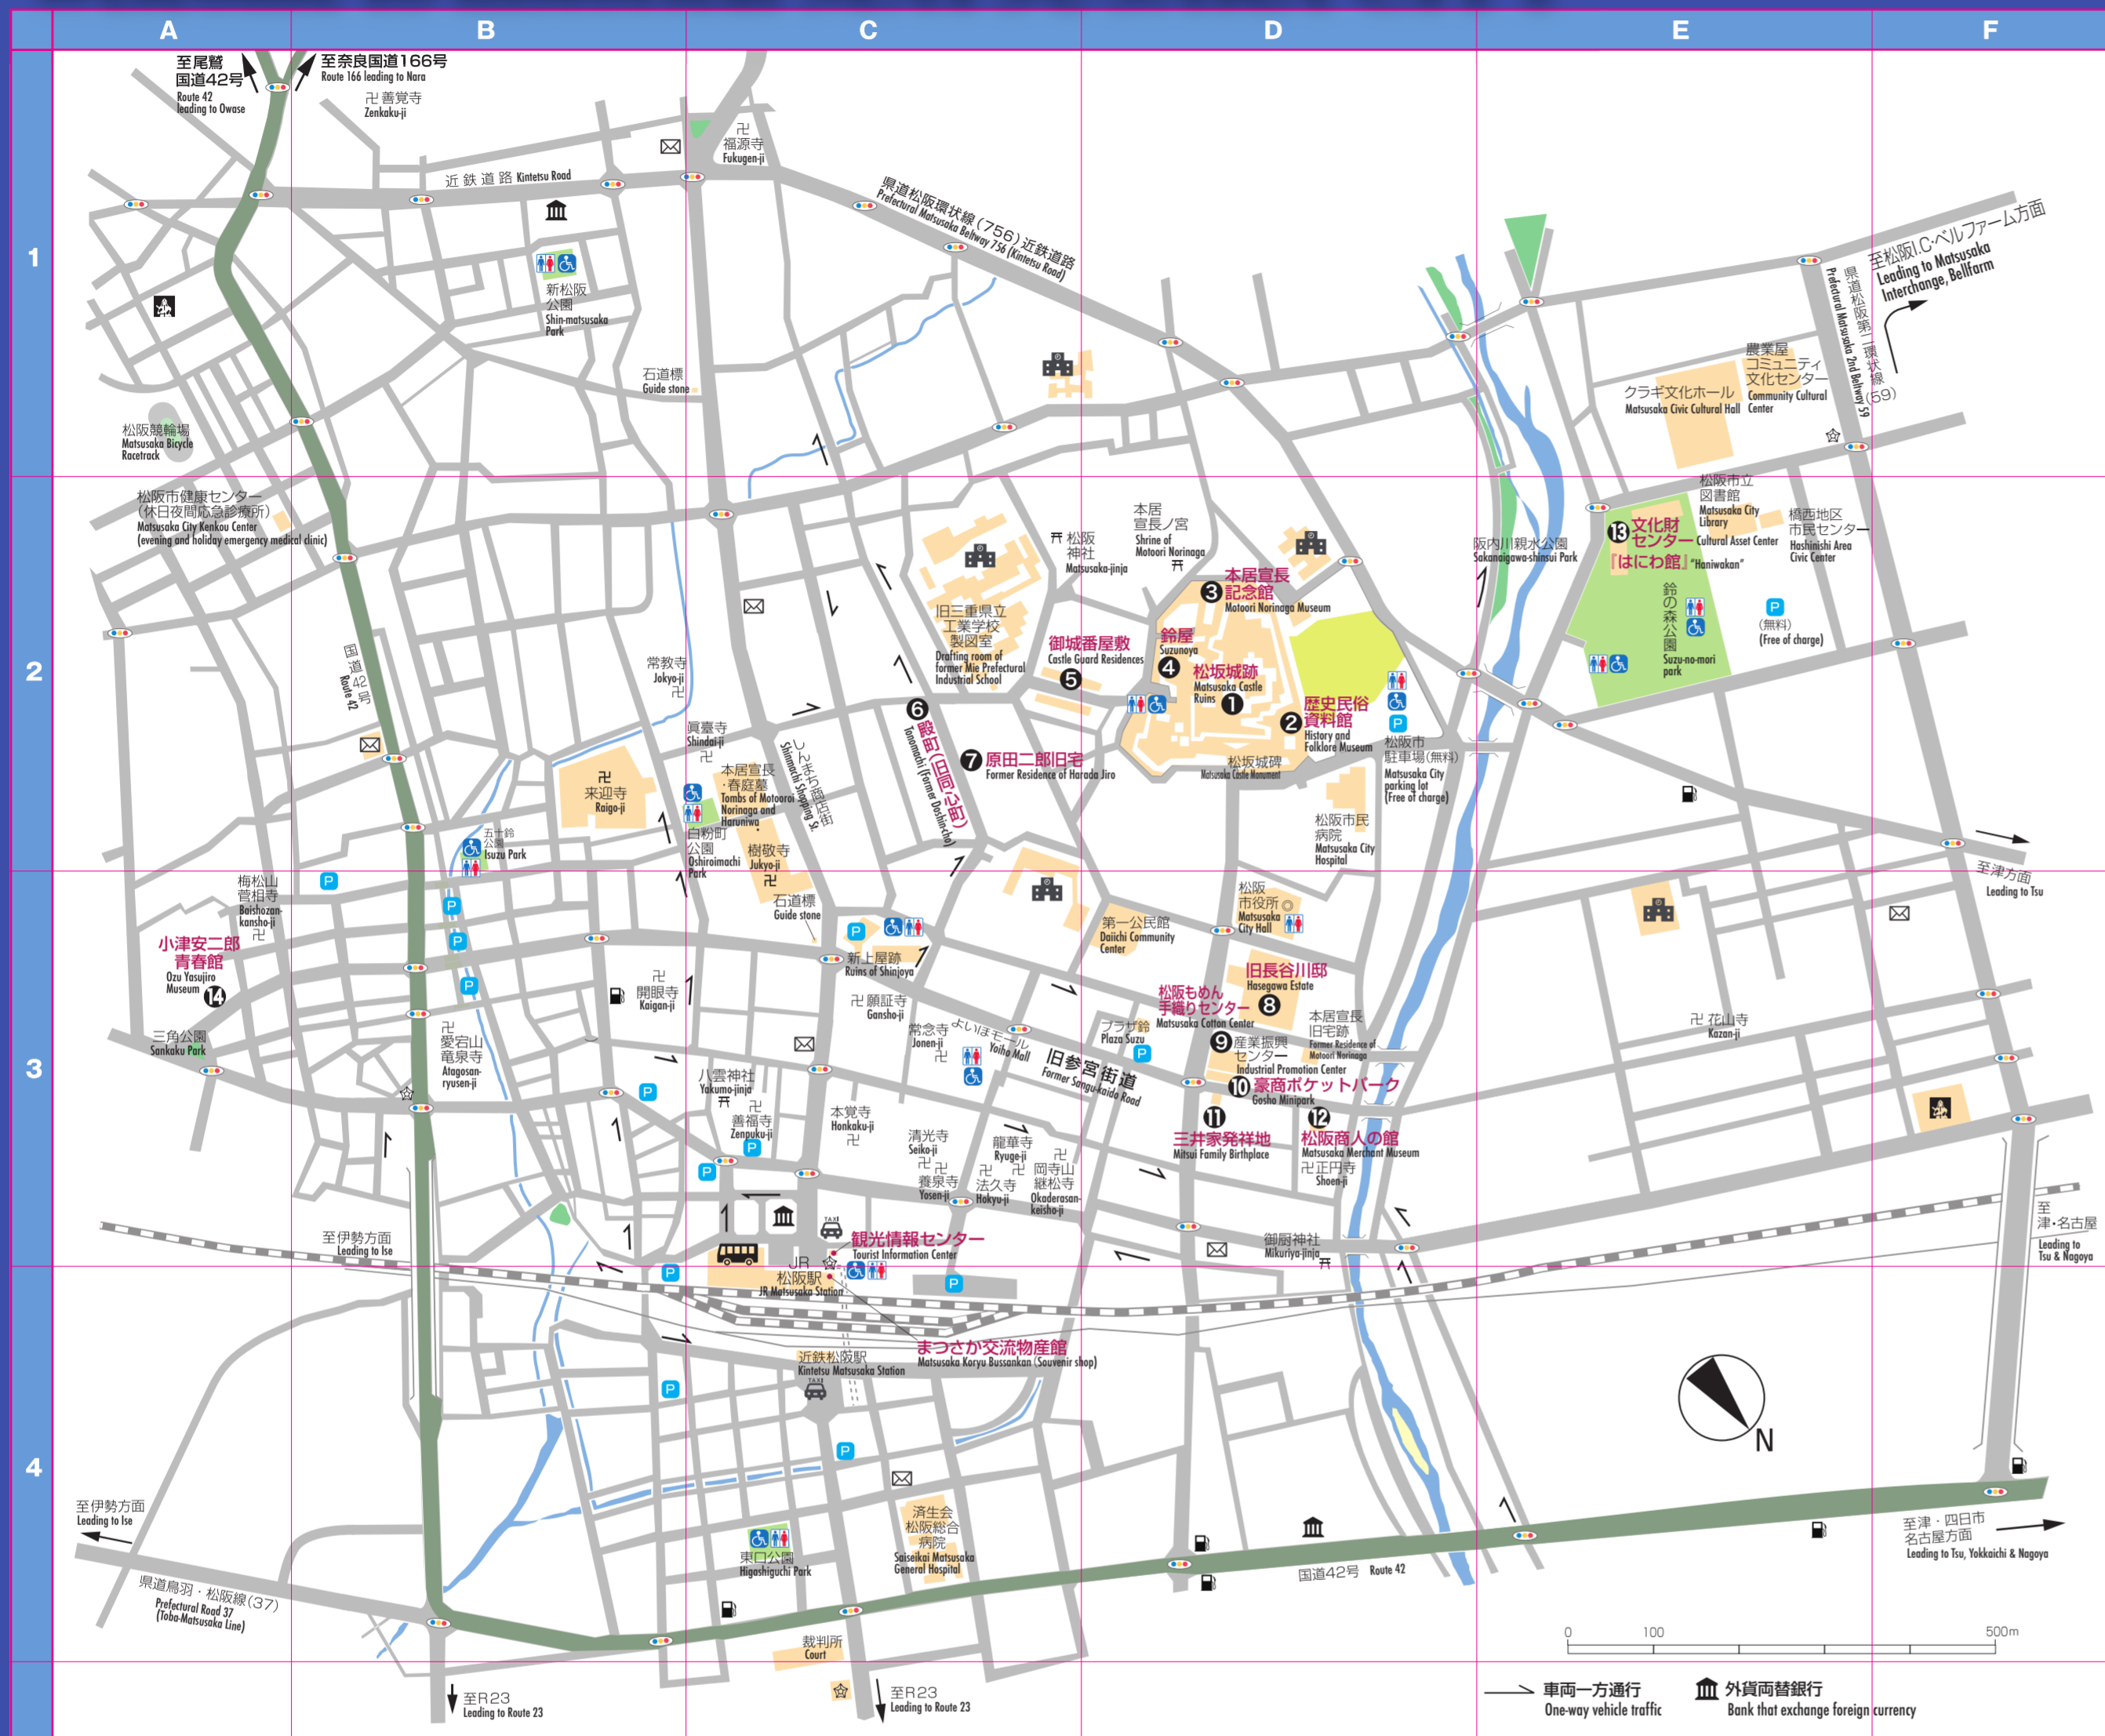 A
B
C
D
E
F
1
2
3
4
至尾鷲
国道42号
Route 42
leading to Owase
至奈良国道166号
Route 166 leading to Nara
卍善覚寺
Zenkaku-ji
近鉄道路 Kintetsu Road
卍
福源寺
Fukugen-ji
県道松阪環状線(756)近鉄道路
Prefectural Matsusaka Beltway 756 (Kintetsu Road)
新松阪
公園
Shin-matsusaka
Park
石道標
Guide stone
松阪競輪場
Matsusaka Bicycle
Racetrack
至松阪I.C・ベルファーム方面
Leading to Matsusaka
Interchange, Bellfarm
県道松阪第二環状線(59)
Prefectural Matsusaka 2nd Beltway 59
農業屋
コミュニティ
文化センター
Community Cultural
Center
クラギ文化ホール
Matsusaka Civic Cultural Hall
松阪市健康センター
(休日夜間応急診療所)
Matsusaka City Kenkou Center
(evening and holiday emergency medical clinic)
国道42号
Route 42
常教寺
Jokyo-ji
卍
眞臺寺
Shindai-ji
卍
卍
来迎寺
Raigo-ji
五十鈴
公園
Isuzu Park
本居宣長
・春庭墓
Tombs of Motoori
Norinaga and
Haruniwa
白粉町
公園
Oshiroimachi
Park
樹敬寺
Jukyo-ji
卍
しんまち商店街
Shinmachi Shopping St.
旧三重県立
工業学校
製図室
Drafting room of
former Mie Prefectural
Industrial School
松阪
神社
Matsusaka-jinja
本居
宣長ノ宮
Shrine of
Motoori Norinaga
3 本居宣長
記念館
Motoori Norinaga Museum
鈴屋
Suzunoya
4
御城番屋敷
Castle Guard Residences
5
松坂城跡
Matsusaka Castle
Ruins 1
2 歴史民俗
資料館
History and
Folklore Museum
6
殿町(旧同心町)
Tonomachi (Former Doshin-cho)
7 原田二郎旧宅
Former Residence of Harada Jiro
松坂城碑
Matsusaka Castle Monument
P
松阪市
駐車場(無料)
Matsusaka City
parking lot
(Free of charge)
松阪市民
病院
Matsusaka City
Hospital
阪内川親水公園
Sakanaigawa-shinsui Park
松阪市立
図書館
Matsusaka City
Library
橋西地区
市民センター
Hashinishi Area
Civic Center
13 文化財
センター Cultural Asset Center
『はにわ館』"Haniwakan"
鈴の森公園
Suzu-no-mori
park
P
(無料)
(Free of charge)
至津方面
Leading to Tsu
梅松山
菅相寺
Baishozan-
kansho-ji
卍
小津安二郎
青春館
Ozu Yasujiro
Museum 14
三角公園
Sankaku Park
P
P
P
P
卍
愛宕山
竜泉寺
Atagosan-
ryusen-ji
卍
開眼寺
Kaigan-ji
石道標
Guide stone
P
新上屋跡
Ruins of Shinjoya
卍願証寺
Gansho-ji
常念寺
Jonen-ji
卍
よいほモール
Yoiho Mall
旧参宮街道
Former Sangu-kaido Road
第一公民館
Daiichi Community
Center
松阪
市役所
Matsusaka
City Hall
旧長谷川邸
Hasegawa Estate
8
松阪もめん
手織りセンター
Matsusaka Cotton Center
9 産業振興
センター
Industrial Promotion Center
プラザ鈴
Plaza Suzu
P
本居宣長
旧宅跡
Former Residence of
Motoori Norinaga
10 豪商ポケットパーク
Gosho Minipark
11
三井家発祥地
Mitsui Family Birthplace
12
松阪商人の館
Matsusaka Merchant Museum
卍正円寺
Shoen-ji
卍花山寺
Kozan-ji
P
八雲神社
Yakumo-jinja
卍
善福寺
Zenpuku-ji
P
P
本覚寺
Honkaku-ji
卍
清光寺
Seiko-ji
卍
卍
養泉寺
Yosen-ji
龍華寺
Ryuge-ji
卍
卍
法久寺
Hokyu-ji
卍
岡寺山
継松寺
Okaderasan-
keisho-ji
御厨神社
Mikuriya-jinja
TAXI
観光情報センター
Tourist Information Center
JR
松阪駅
JR Matsusaka Station
P
P
至伊勢方面
Leading to Ise
至
津・名古屋
Leading to
Tsu & Nagoya
まつさか交流物産館
Matsusaka Koryu Bussankan (Souvenir shop)
近鉄松阪駅
Kintetsu Matsusaka Station
TAXI
P
P
至伊勢方面
Leading to Ise
県道鳥羽・松阪線(37)
Prefectural Road 37
(Toba-Matsusaka Line)
東口公園
Higashiguchi Park
済生会
松阪総合
病院
Saiseikai Matsusaka
General Hospital
国道42号 Route 42
N
至津・四日市
名古屋方面
Leading to Tsu, Yokkaichi & Nagoya
裁判所
Court
至R23
Leading to Route 23
至R23
Leading to Route 23
0 100 500m
車両一方通行
One-way vehicle traffic
外貨両替銀行
Bank that exchange foreign currency